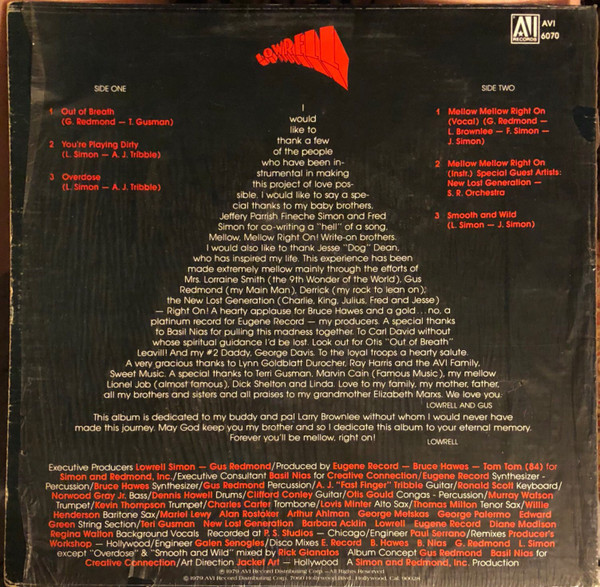 LOWRELL
AVI
RECORDS
AVI
6070
SIDE ONE
1 Out of Breath
(G. Redmond — T. Gusman)
2 You're Playing Dirty
(L. Simon — A. J. Tribble)
3 Overdose
(L. Simon — A. J. Tribble)
SIDE TWO
1 Mellow Mellow Right On
(Vocal) (G. Redmond —
L. Brownlee — F. Simon —
J. Simon)
2 Mellow Mellow Right On
(Instr.) Special Guest Artists:
New Lost Generation —
S. R. Orchestra
3 Smooth and Wild
(L. Simon — J. Simon)
I
would
like to
thank a few
of the people
who have been in-
strumental in making
this project of love pos-
sible. I would like to say a spe-
cial thanks to my baby brothers,
Jeffery Parrish Fineche Simon and Fred
Simon for co-writing a "hell" of a song,
Mellow, Mellow Right On! Write-on brothers.
I would also like to thank Jesse "Dog" Dean,
who has inspired my life. This experience has been
made extremely mellow mainly through the efforts of
Mrs. Lorraine Smith (the 9th Wonder of the World), Gus
Redmond (my Main Man), Derrick (my rock to lean on);
the New Lost Generation (Charlie, King, Julius, Fred and Jesse)
— Right On! A hearty applause for Bruce Hawes and a gold . . . no, a
platinum record for Eugene Record — my producers. A special thanks
to Basil Nias for pulling this madness together. To Carl David without
whose spiritual guidance I'd be lost. Look out for Otis "Out of Breath"
Leavill! And my #2 Daddy, George Davis. To the loyal troops a hearty salute.
A very gracious thanks to Lynn Goldblatt Durocher, Ray Harris and the AVI Family,
Sweet Music. A special thanks to Terri Gusman, Marvin Cain (Famous Music), my mellow
Lionel Job (almost famous), Dick Shelton and Linda. Love to my family, my mother, father,
all my brothers and sisters and all praises to my grandmother Elizabeth Marxs. We love you.
LOWRELL AND GUS
This album is dedicated to my buddy and pal Larry Brownlee without whom I would never have
made this journey. May God keep you my brother and so I dedicate this album to your eternal memory.
Forever you'll be mellow, right on!
LOWRELL
Executive Producers Lowrell Simon — Gus Redmond/Produced by Eugene Record — Bruce Hawes — Tom Tom (84) for
Simon and Redmond, Inc./Executive Consultant Basil Nias for Creative Connection/Eugene Record Synthesizer -
Percussion/Bruce Hawes Synthesizer/Gus Redmond Percussion/A. J. "Fast Finger" Tribble Guitar/Ronald Scott Keyboard/
Norwood Gray Jr. Bass/Dennis Howell Drums/Clifford Conley Guitar/Otis Gould Congas - Percussion/Murray Watson
Trumpet/Kevin Thompson Trumpet/Charles Carter Trombone/Lovis Minter Alto Sax/Thomas Millon Tenor Sax/Willie
Henderson Baritone Sax/Mariel Lewy Alan Rostoker Arthur Ahlman George Metskas George Palermo Edward
Green String Section/Teri Gusman New Lost Generation Barbara Acklin Lowrell Eugene Record Diane Madison
Regina Wallon Background Vocals Recorded at P. S. Studios — Chicago/Engineer Paul Serrano/Remixes Producer's
Workshop — Hollywood/Engineer Galen Senogles/Disco Mixes E. Record B. Hawes B. Nias G. Redmond L. Simon
except "Overdose" & "Smooth and Wild" mixed by Rick Gianatos Album Concept Gus Redmond Basil Nias for
Creative Connection/Art Direction Jacket Art — Hollywood A Simon and Redmond, Inc. Production
℗ 1979 AVI Record Distributing Corp. – All Rights Reserved
© 1979 AVI Record Distributing Corp. 7060 Hollywood Blvd., Hollywood, Cal. 90028